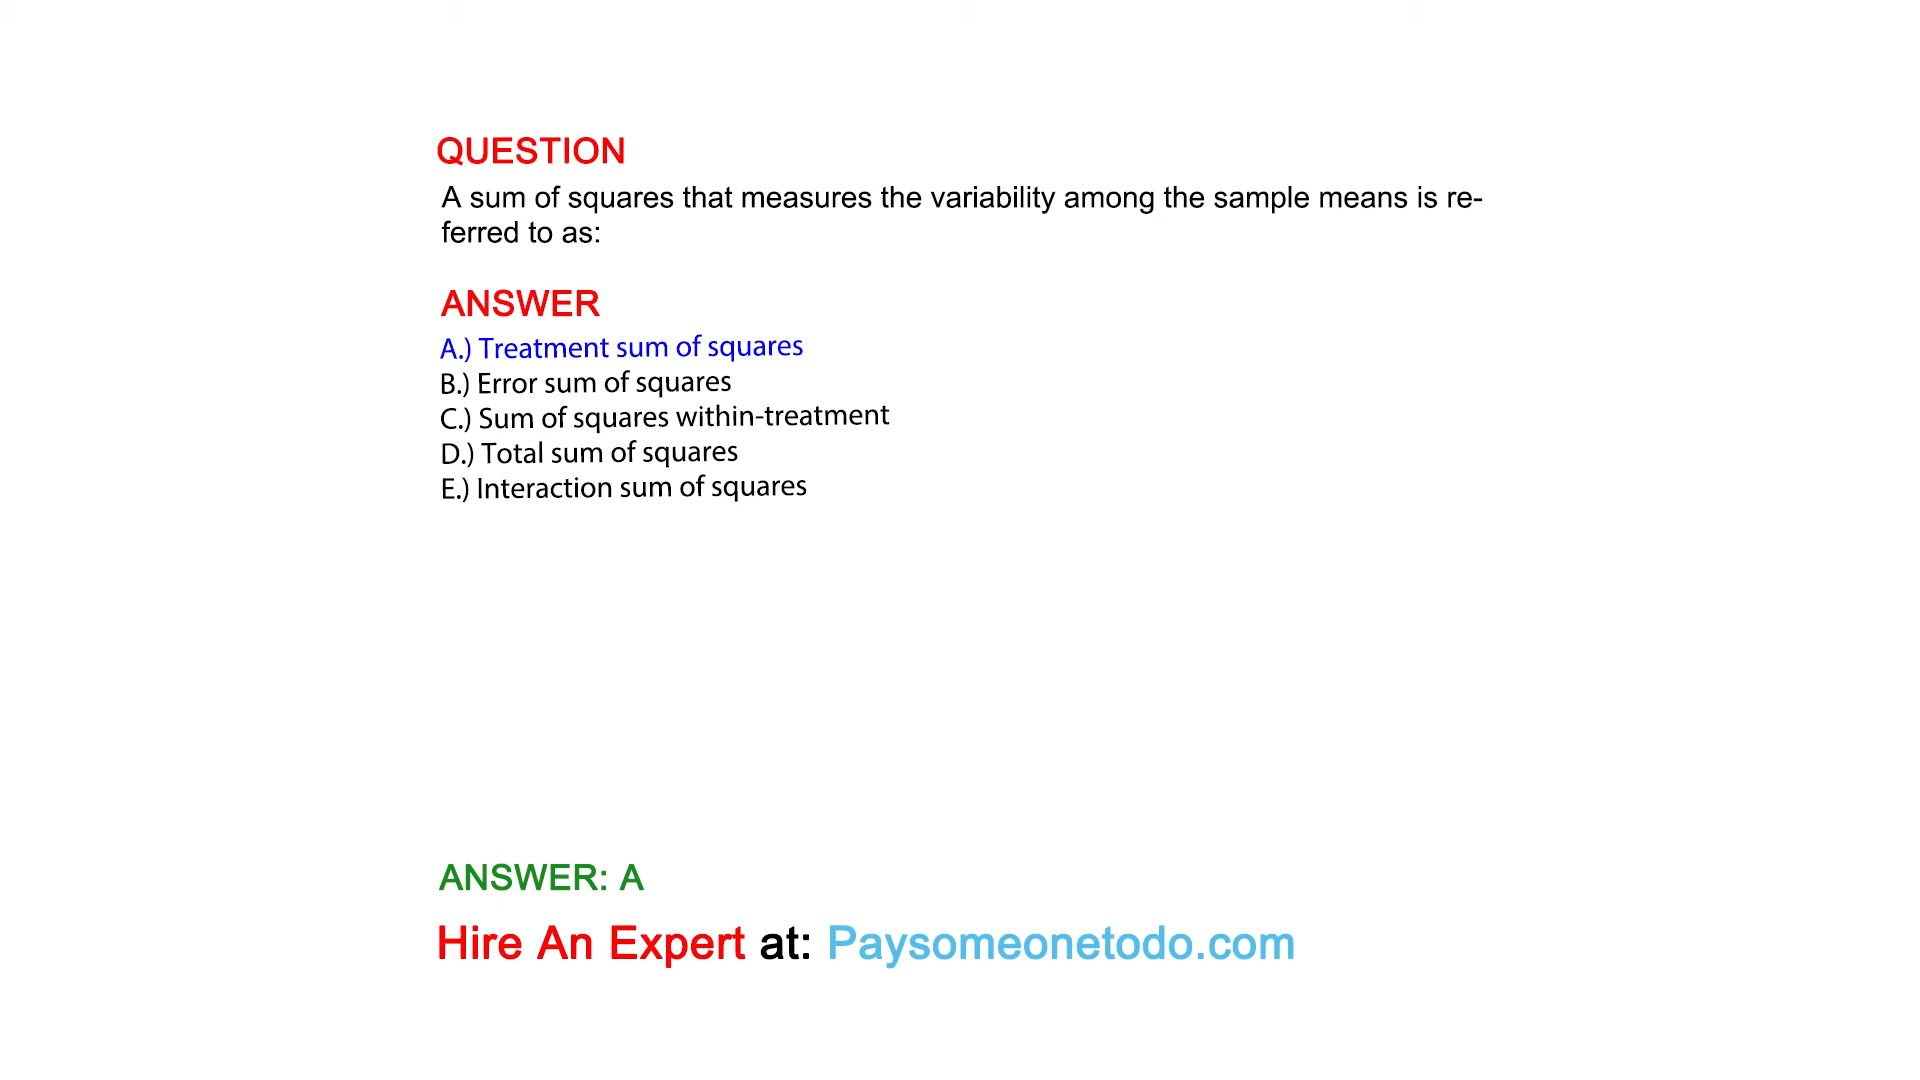 QUESTION
A sum of squares that measures the variability among the sample means is re-
ferred to as:
ANSWER
A.) Treatment sum of squares
B.) Error sum of squares
C.) Sum of squares within-treatment
D.) Total sum of squares
E.) Interaction sum of squares
ANSWER: A
Hire An Expert at: Paysomeonetodo.com